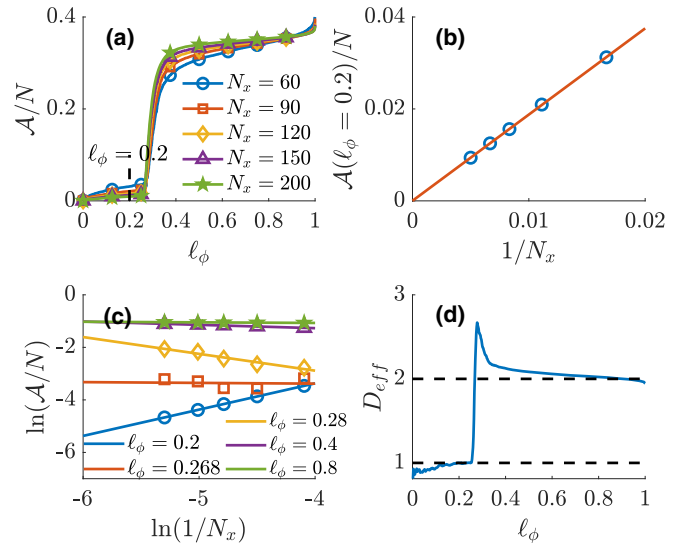 (a)
0.4
0.2
0
𝒜/N
ℓ_ϕ = 0.2
N_x = 60
N_x = 90
N_x = 120
N_x = 150
N_x = 200
0 0.2 0.4 0.6 0.8 1
ℓ_ϕ
(b)
0.04
0.02
0
𝒜(ℓ_ϕ = 0.2)/N
0 0.01 0.02
1/N_x
(c)
0
-2
-4
-6
ln(𝒜/N)
ℓ_ϕ = 0.2
ℓ_ϕ = 0.268
ℓ_ϕ = 0.28
ℓ_ϕ = 0.4
ℓ_ϕ = 0.8
-6 -5 -4
ln(1/N_x)
(d)
3
2
1
D_eff
0 0.2 0.4 0.6 0.8 1
ℓ_ϕ